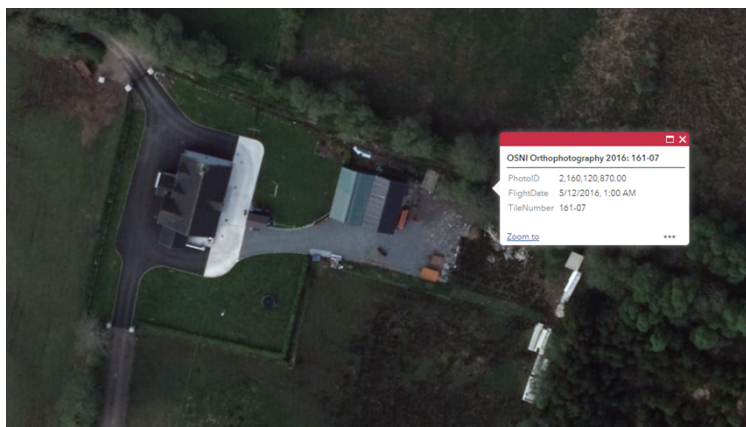 OSNI Orthophotography 2016: 161-07
PhotoID 2,160,120,870.00
FlightDate 5/12/2016, 1:00 AM
TileNumber 161-07
Zoom to